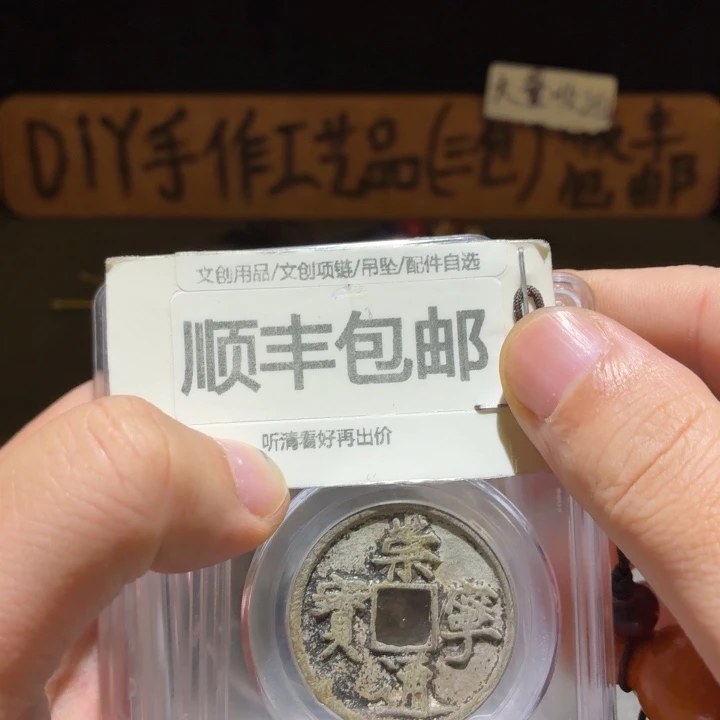 DIY手作工艺品(三包)
包邮
文创用品/文创项链/吊坠/配件自选
顺丰包邮
听清看好再出价
崇
寶 寧
通